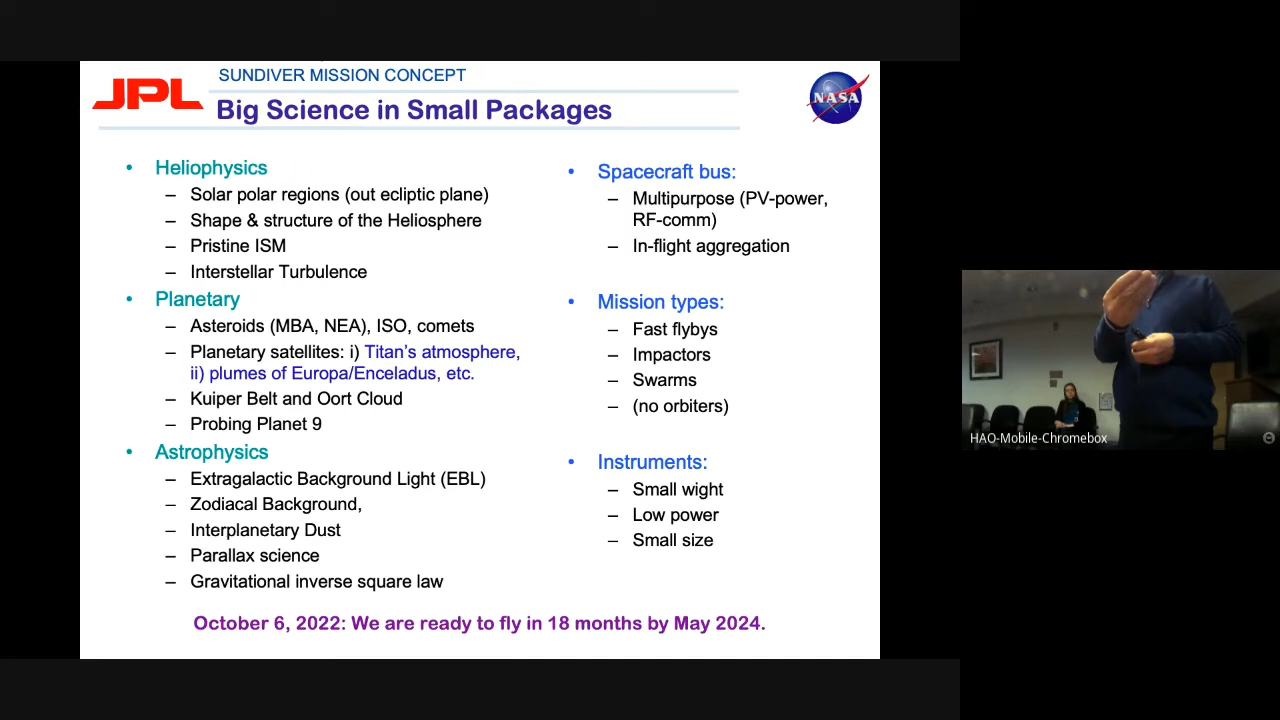 JPL
SUNDIVER MISSION CONCEPT
Big Science in Small Packages
NASA
• Heliophysics
– Solar polar regions (out ecliptic plane)
– Shape & structure of the Heliosphere
– Pristine ISM
– Interstellar Turbulence
• Planetary
– Asteroids (MBA, NEA), ISO, comets
– Planetary satellites: i) Titan's atmosphere,
ii) plumes of Europa/Enceladus, etc.
– Kuiper Belt and Oort Cloud
– Probing Planet 9
• Astrophysics
– Extragalactic Background Light (EBL)
– Zodiacal Background,
– Interplanetary Dust
– Parallax science
– Gravitational inverse square law
• Spacecraft bus:
– Multipurpose (PV-power,
RF-comm)
– In-flight aggregation
• Mission types:
– Fast flybys
– Impactors
– Swarms
– (no orbiters)
• Instruments:
– Small wight
– Low power
– Small size
October 6, 2022: We are ready to fly in 18 months by May 2024.
HAO-Mobile-Chromebox